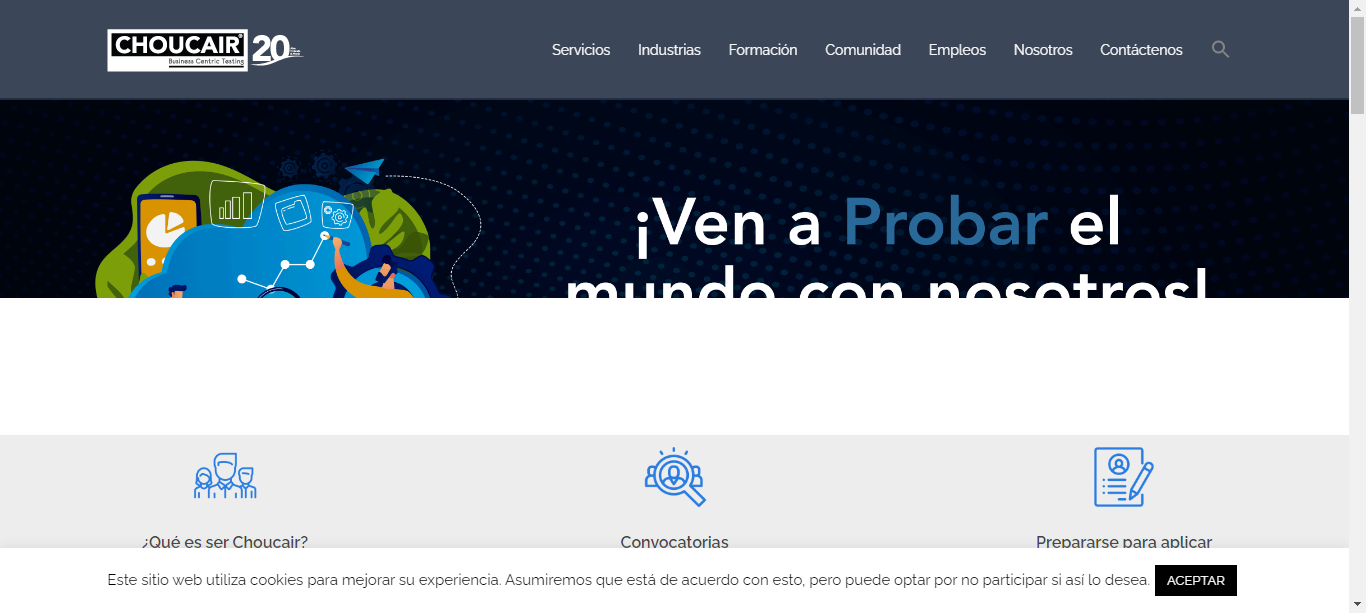 CHOUCAIR®
Business Centric Testing
20
Servicios
Industrias
Formación
Comunidad
Empleos
Nosotros
Contáctenos
¡Ven a Probar el
mundo con nosotros!
¿Qué es ser Choucair?
Convocatorias
Prepararse para aplicar
Este sitio web utiliza cookies para mejorar su experiencia. Asumiremos que está de acuerdo con esto, pero puede optar por no participar si así lo desea.
ACEPTAR